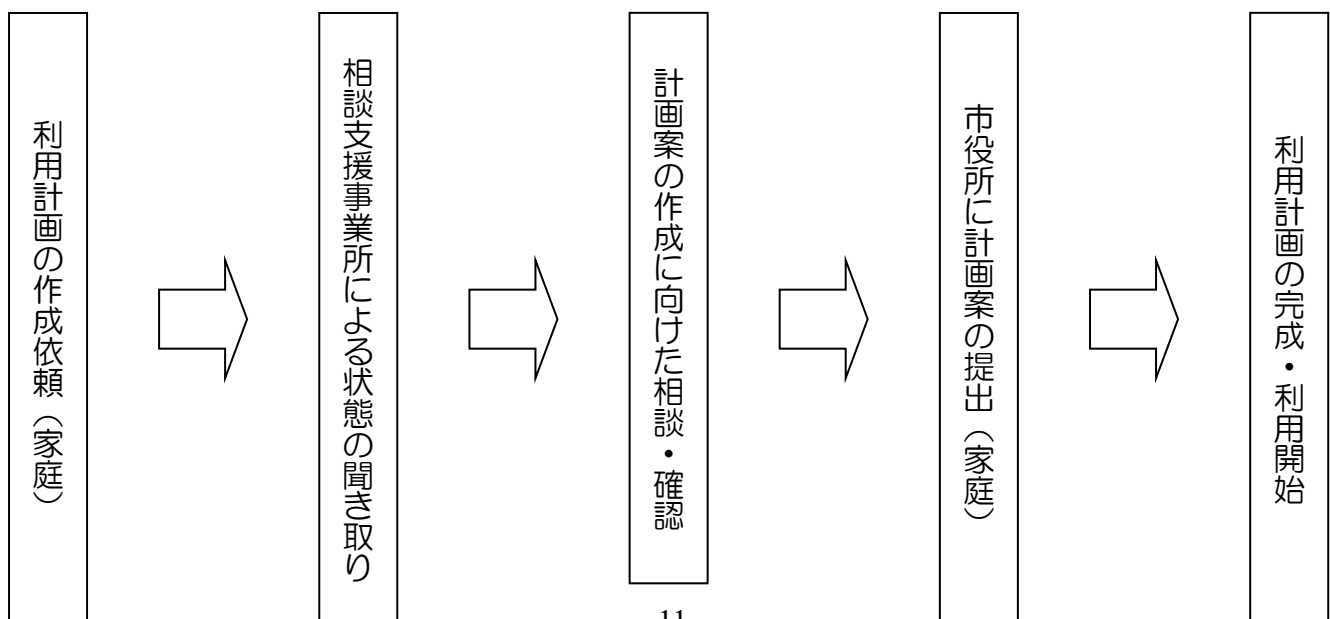 利用計画の作成依頼（家庭）
相談支援事業所による状態の聞き取り
計画案の作成に向けた相談・確認
市役所に計画案の提出（家庭）
利用計画の完成・利用開始
11